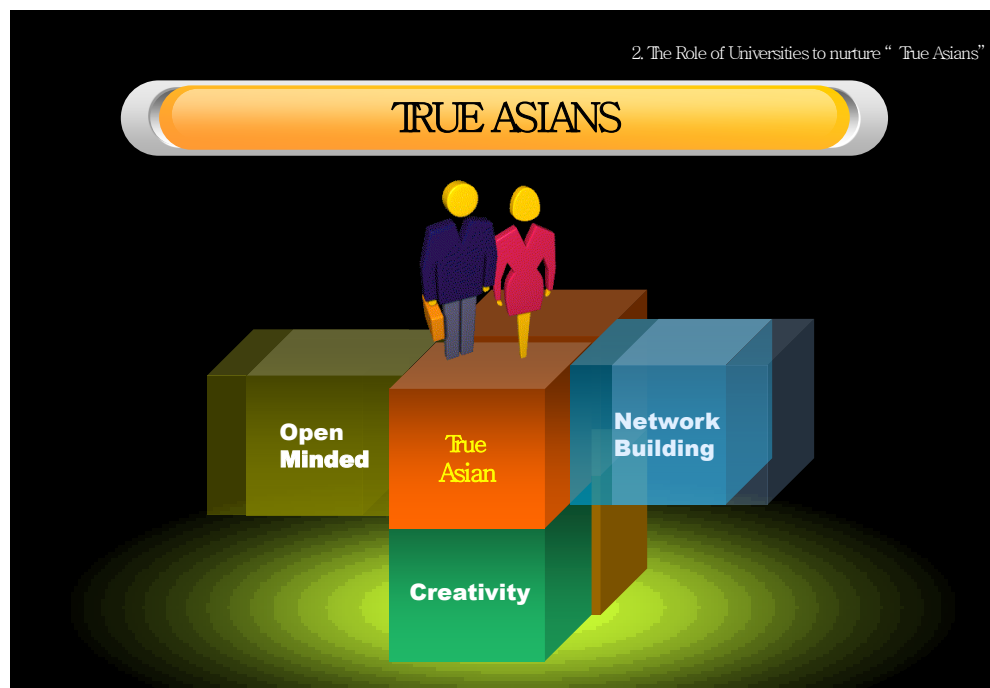 2. The Role of Universities to nurture “ True Asians”
TRUE ASIANS
Open
Minded
True
Asian
Network
Building
Creativity